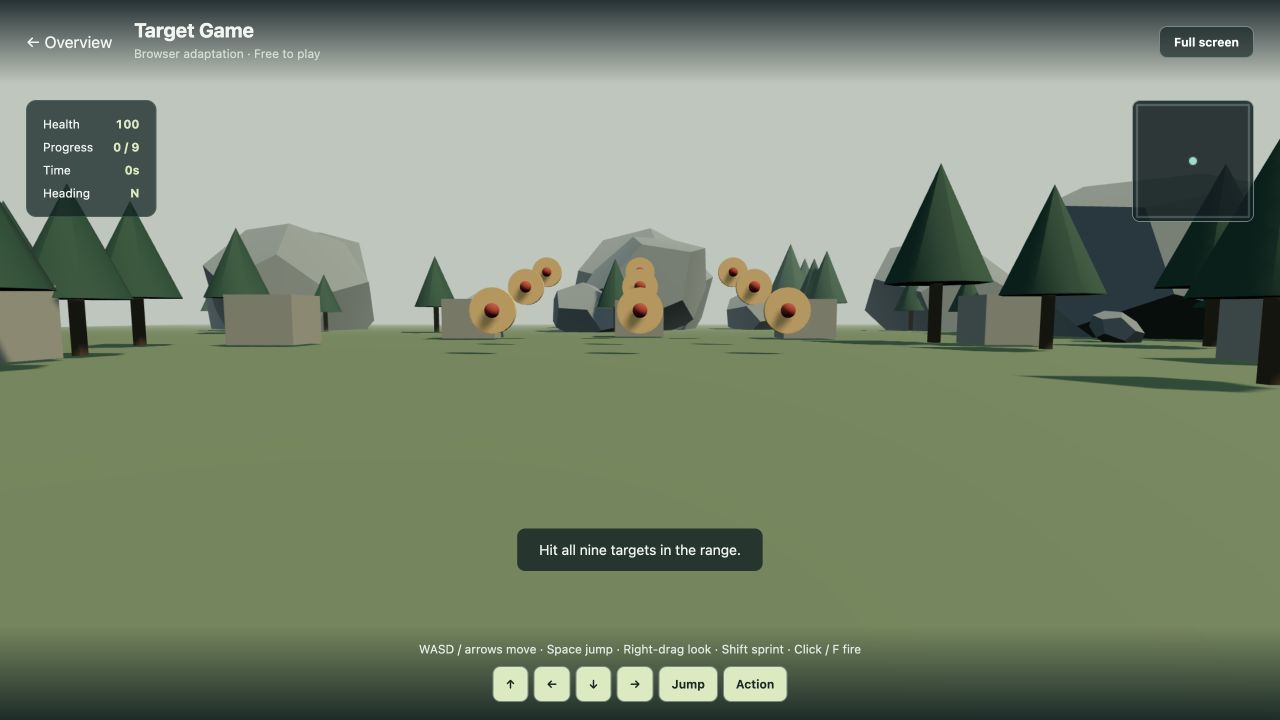 ← Overview
Target Game
Browser adaptation · Free to play
Full screen
Health 100
Progress 0 / 9
Time 0s
Heading N
Hit all nine targets in the range.
WASD / arrows move · Space jump · Right-drag look · Shift sprint · Click / F fire
↑ ← ↓ → Jump Action